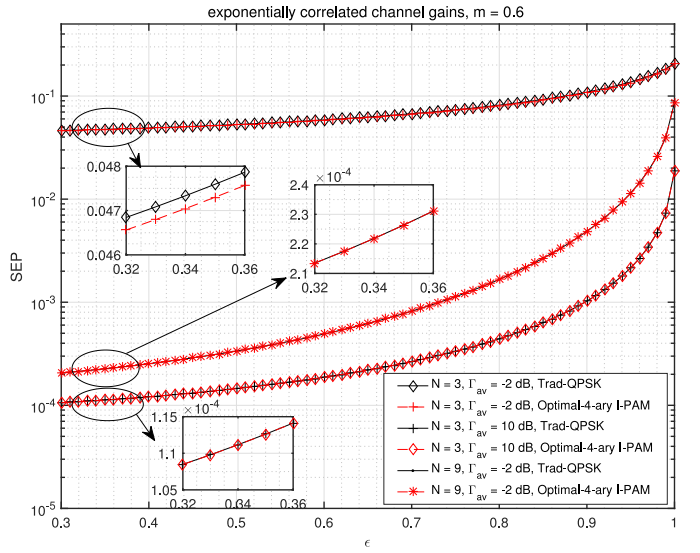 exponentially correlated channel gains, m = 0.6
10^-1
10^-2
10^-3
10^-4
10^-5
SEP
0.048
0.047
0.046
0.32 0.34 0.36
× 10^-4
2.4
2.3
2.2
2.1
0.32 0.34 0.36
× 10^-4
1.15
1.1
1.05
0.32 0.64 0.36
N = 3, Γav = -2 dB, Trad-QPSK
N = 3, Γav = -2 dB, Optimal-4-ary I-PAM
N = 3, Γav = 10 dB, Trad-QPSK
N = 3, Γav = 10 dB, Optimal-4-ary I-PAM
N = 9, Γav = -2 dB, Trad-QPSK
N = 9, Γav = -2 dB, Optimal-4-ary I-PAM
0.3 0.4 0.5 0.6 0.7 0.8 0.9 1
ϵ